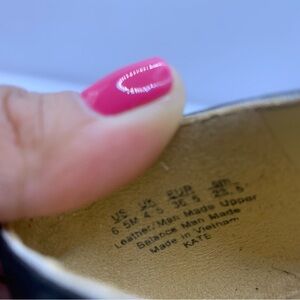 US UK EUR cm
6.5M 4.5 36.5 23.5
Leather/Man Made Upper
Balance Man Made
Made in Vietnam
KATE